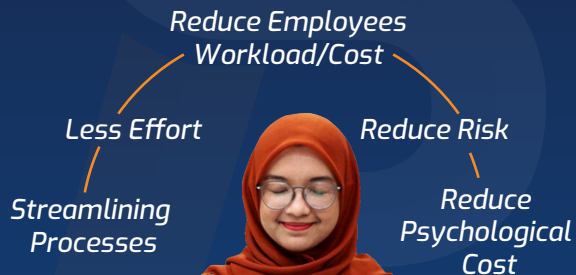 Reduce Employees
Workload/Cost
Less Effort
Reduce Risk
Streamlining
Processes
Reduce
Psychological
Cost